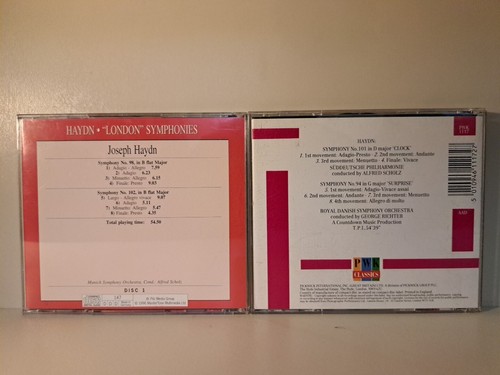 HAYDN • "LONDON" SYMPHONIES
Joseph Haydn
Symphony No. 98, in B flat Major
1) Adagio - Allegro 7.59
2) Adagio 6.23
3) Menuetto Allegro 6.15
4) Finale: Presto 9.03
Symphony No. 102, in B flat Major
5) Largo - Allegro vivace 9.07
6) Adagio 5.11
7) Menuetto Allegro 5.47
8) Finale: Presto 4.35
Total playing time: 54.50
Münich Symphony Orchestra, Cond: Alfred Scholz.
DISC 1
HAYDN:
SYMPHONY No. 101 in D major 'CLOCK'
1. 1st movement: Adagio-Presto · 2. 2nd movement: Andante
3. 3rd movement: Menuetto · 4. Finale: Vivace
SÜDDEUTSCHE PHILHARMONIE
conducted by ALFRED SCHOLZ
SYMPHONY No 94 in G major 'SURPRISE'
5. 1st movement: Adagio-Vivace assai
6. 2nd movement: Andante · 7. 3rd movement: Menuetto
8. 4th movement: Allegro di molto
ROYAL DANISH SYMPHONY ORCHESTRA
conducted by GEORGE RICHTER
A Countdown Music Production
PWK
CLASSICS